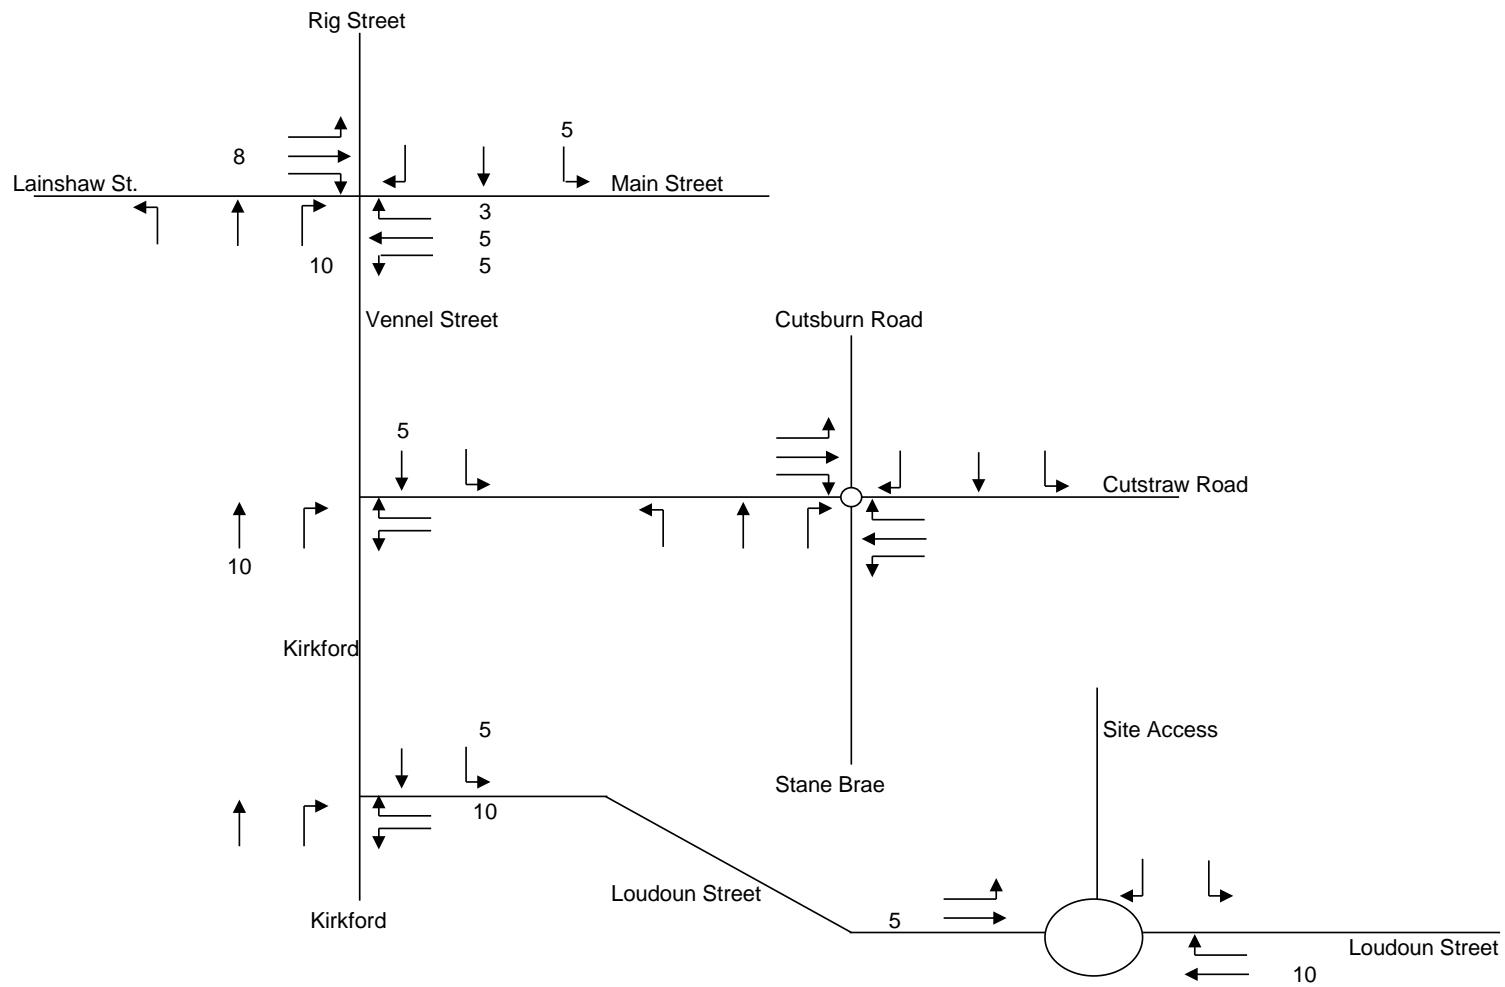 Rig Street
5
8
Lainshaw St.
Main Street
3
5
10
5
Vennel Street
Cutsburn Road
5
Cutstraw Road
10
Kirkford
5
Site Access
Stane Brae
10
Loudoun Street
Kirkford
5
Loudoun Street
10